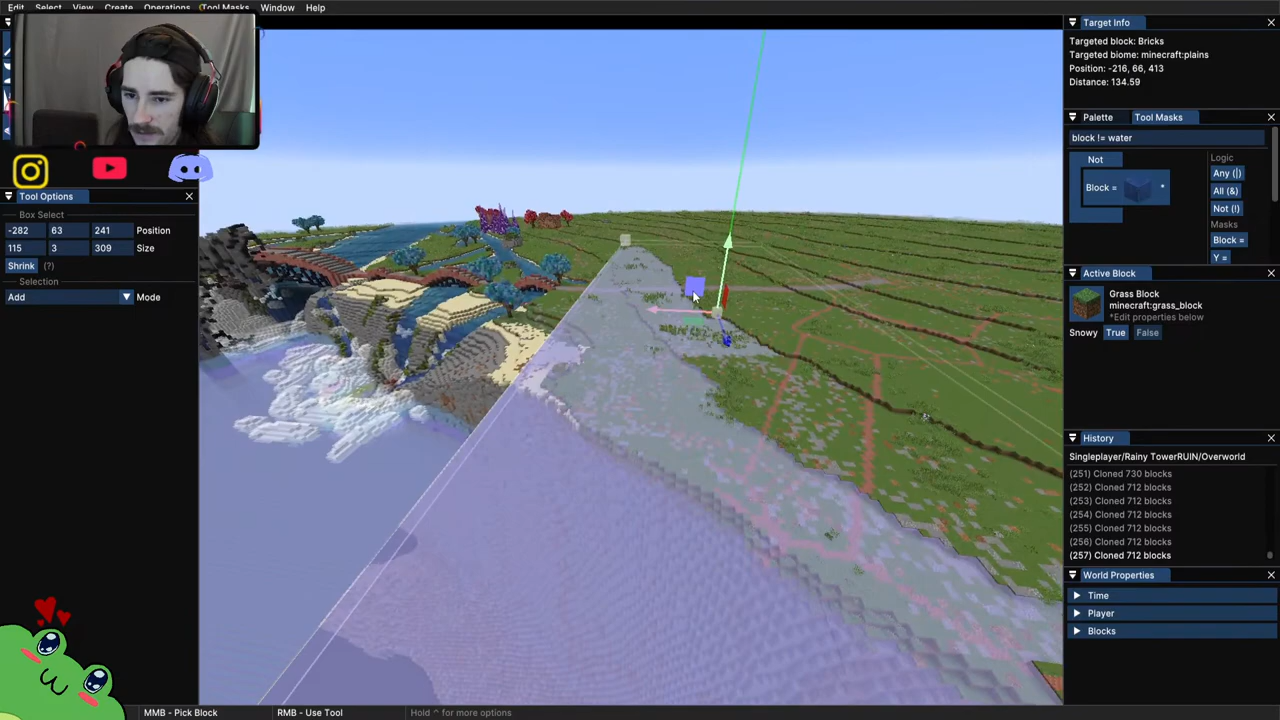 Edit Select View Create Operations Tool Masks Window Help
Tool Options
Box Select
-282 63 241 Position
115 3 309 Size
Shrink (?)
Selection
Add Mode
Target Info
Targeted block: Bricks
Targeted biome: minecraft:plains
Position: -216, 66, 413
Distance: 134.59
Palette Tool Masks
block != water
Not
Block = *
Logic
Any (|)
All (&)
Not (!)
Masks
Block =
Y =
Active Block
Grass Block
minecraft:grass_block
*Edit properties below
Snowy True False
History
Singleplayer/Rainy TowerRUIN/Overworld
(251) Cloned 730 blocks
(252) Cloned 712 blocks
(253) Cloned 712 blocks
(254) Cloned 712 blocks
(255) Cloned 712 blocks
(256) Cloned 712 blocks
(257) Cloned 712 blocks
World Properties
Time
Player
Blocks
MMB - Pick Block RMB - Use Tool Hold ^ for more options